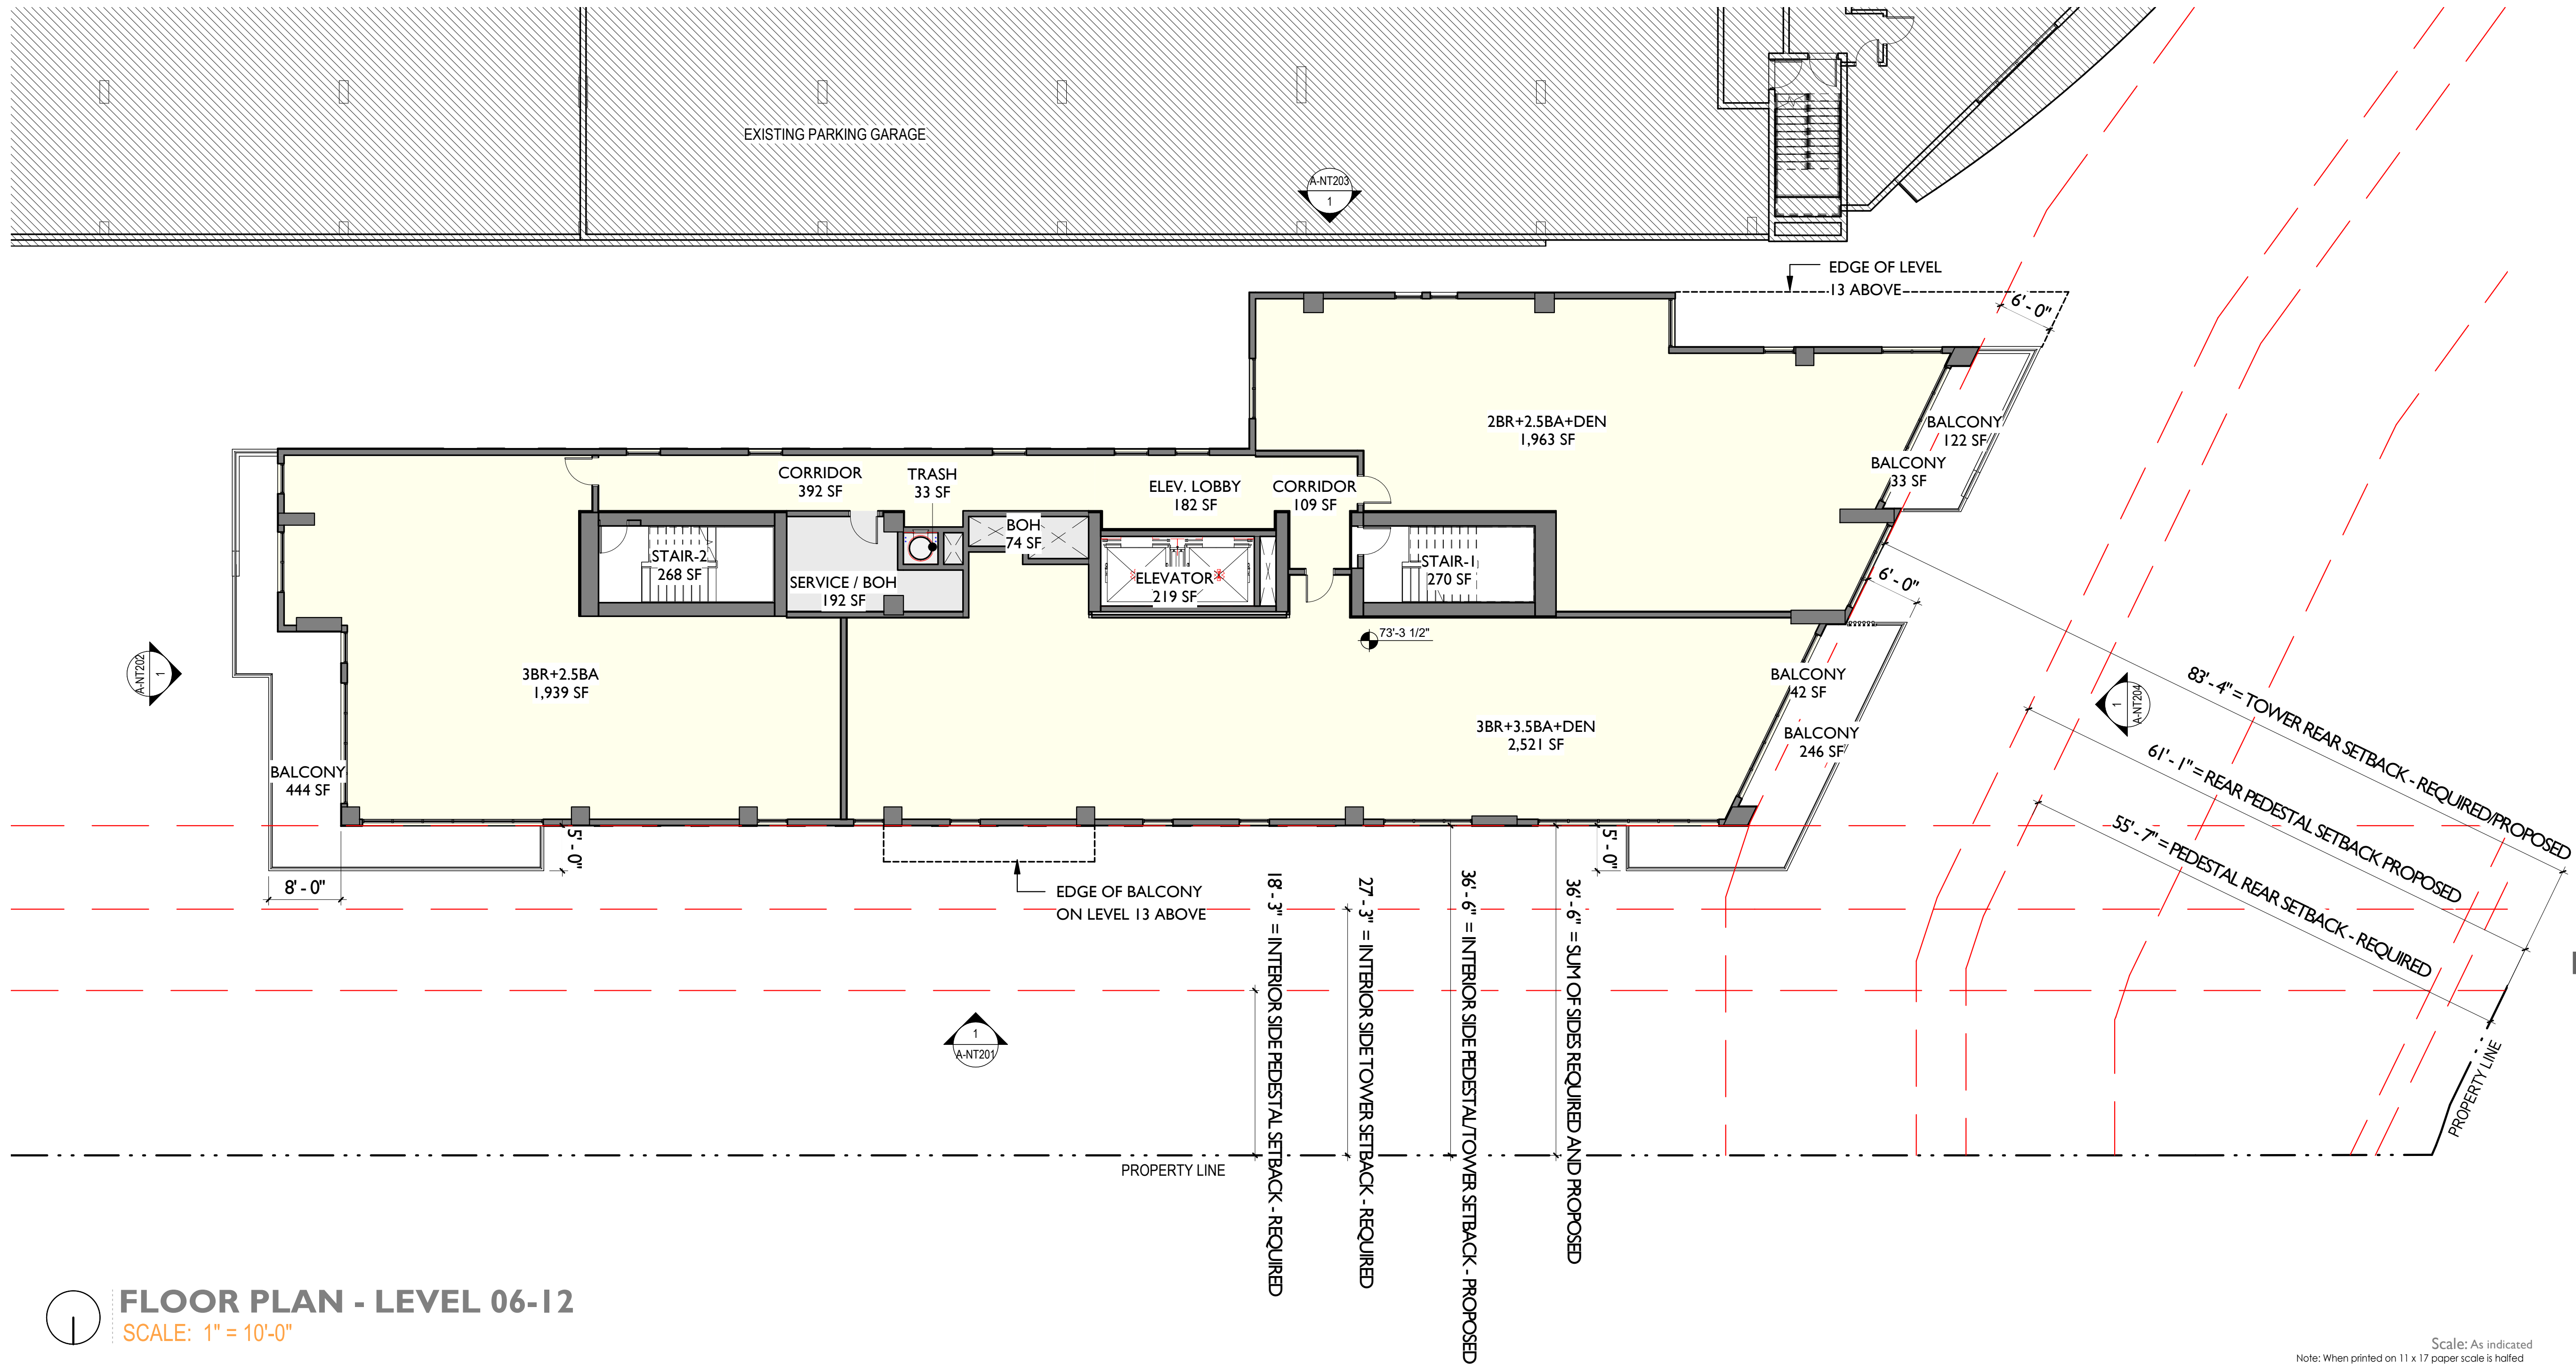 EXISTING PARKING GARAGE
A-NT203
1
EDGE OF LEVEL
13 ABOVE
6' - 0"
2BR+2.5BA+DEN
1,963 SF
BALCONY
122 SF
BALCONY
33 SF
CORRIDOR
392 SF
TRASH
33 SF
ELEV. LOBBY
182 SF
CORRIDOR
109 SF
BOH
74 SF
STAIR-2
268 SF
SERVICE / BOH
192 SF
ELEVATOR
219 SF
STAIR-1
270 SF
6' - 0"
73'-3 1/2"
A-NT202
1
3BR+2.5BA
1,939 SF
BALCONY
42 SF
3BR+3.5BA+DEN
2,521 SF
BALCONY
246 SF
BALCONY
444 SF
1
A-NT204
83' - 4" = TOWER REAR SETBACK - REQUIRED/PROPOSED
61' - 1" = REAR PEDESTAL SETBACK PROPOSED
55' - 7" = PEDESTAL REAR SETBACK - REQUIRED
5' - 0"
5' - 0"
8' - 0"
EDGE OF BALCONY
ON LEVEL 13 ABOVE
18' - 3" = INTERIOR SIDE PEDESTAL SETBACK - REQUIRED
27' - 3" = INTERIOR SIDE TOWER SETBACK - REQUIRED
36' - 6" = INTERIOR SIDE PEDESTAL/TOWER SETBACK - PROPOSED
36' - 6" = SUM OF SIDES REQUIRED AND PROPOSED
1
A-NT201
PROPERTY LINE
PROPERTY LINE
FLOOR PLAN - LEVEL 06-12
SCALE: 1" = 10'-0"
Scale: As indicated
Note: When printed on 11 x 17 paper scale is halfed